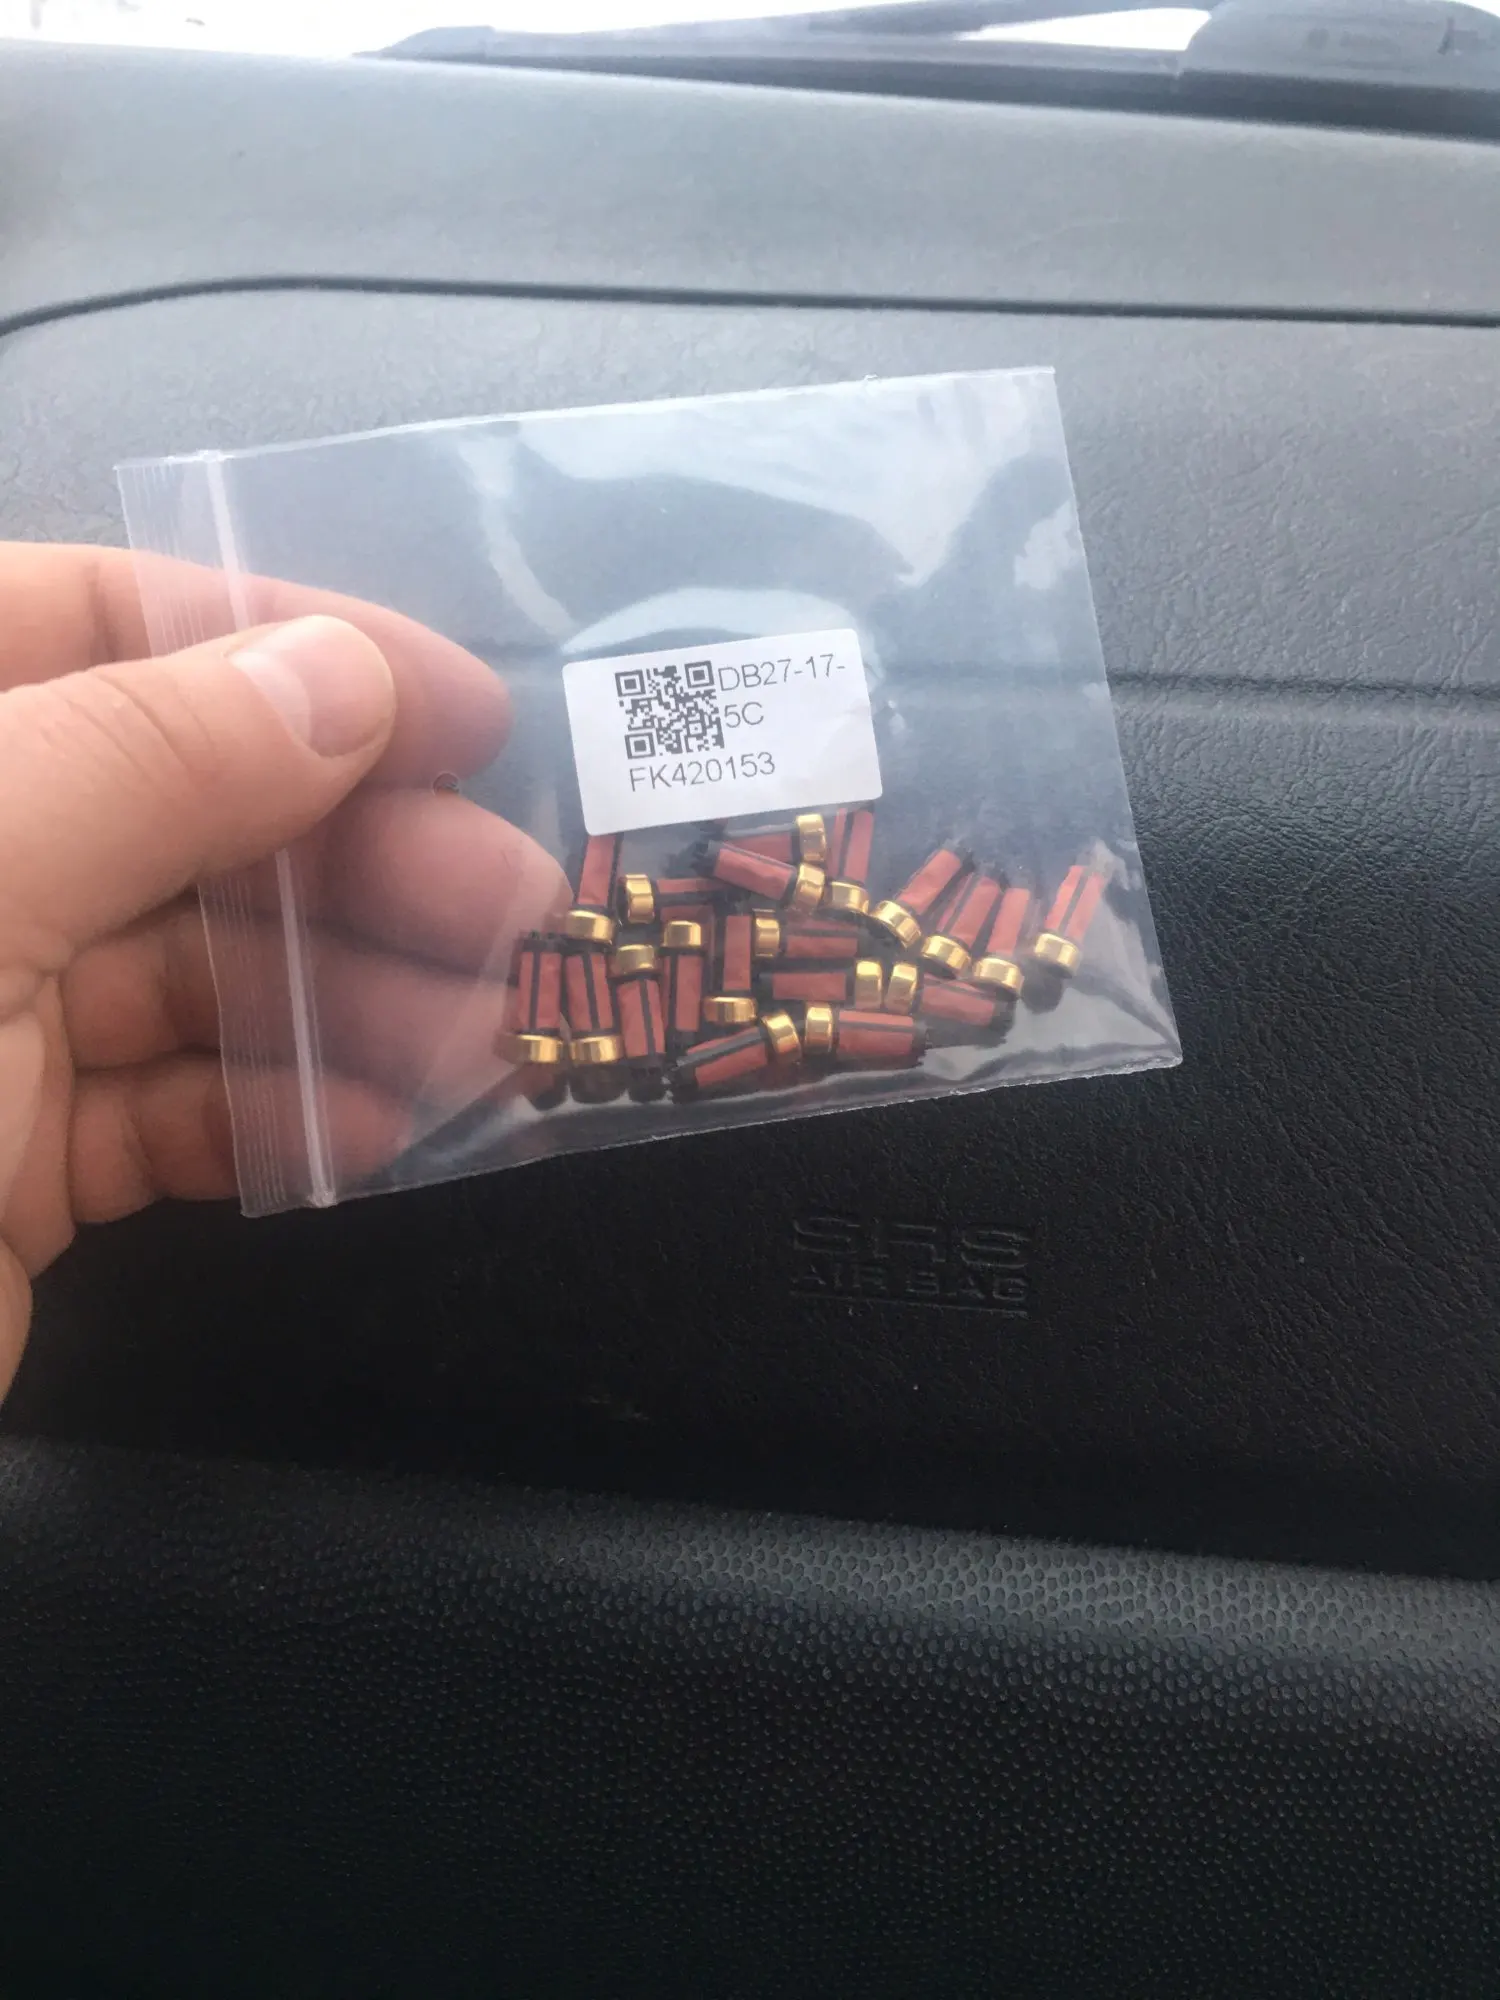 DB27-17-
5C
FK420153
SRS
AIR BAG